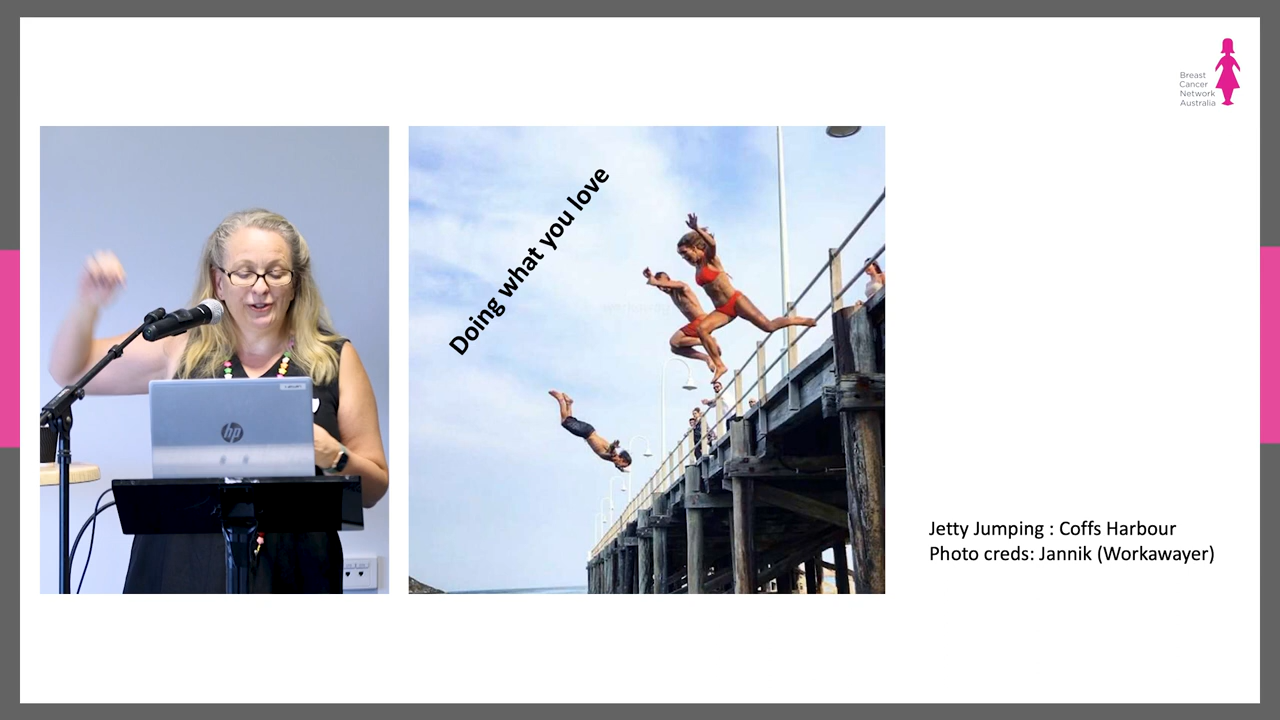 Breast
Cancer
Network
Australia
hp
Doing what you love
Jetty Jumping : Coffs Harbour
Photo creds: Jannik (Workawayer)